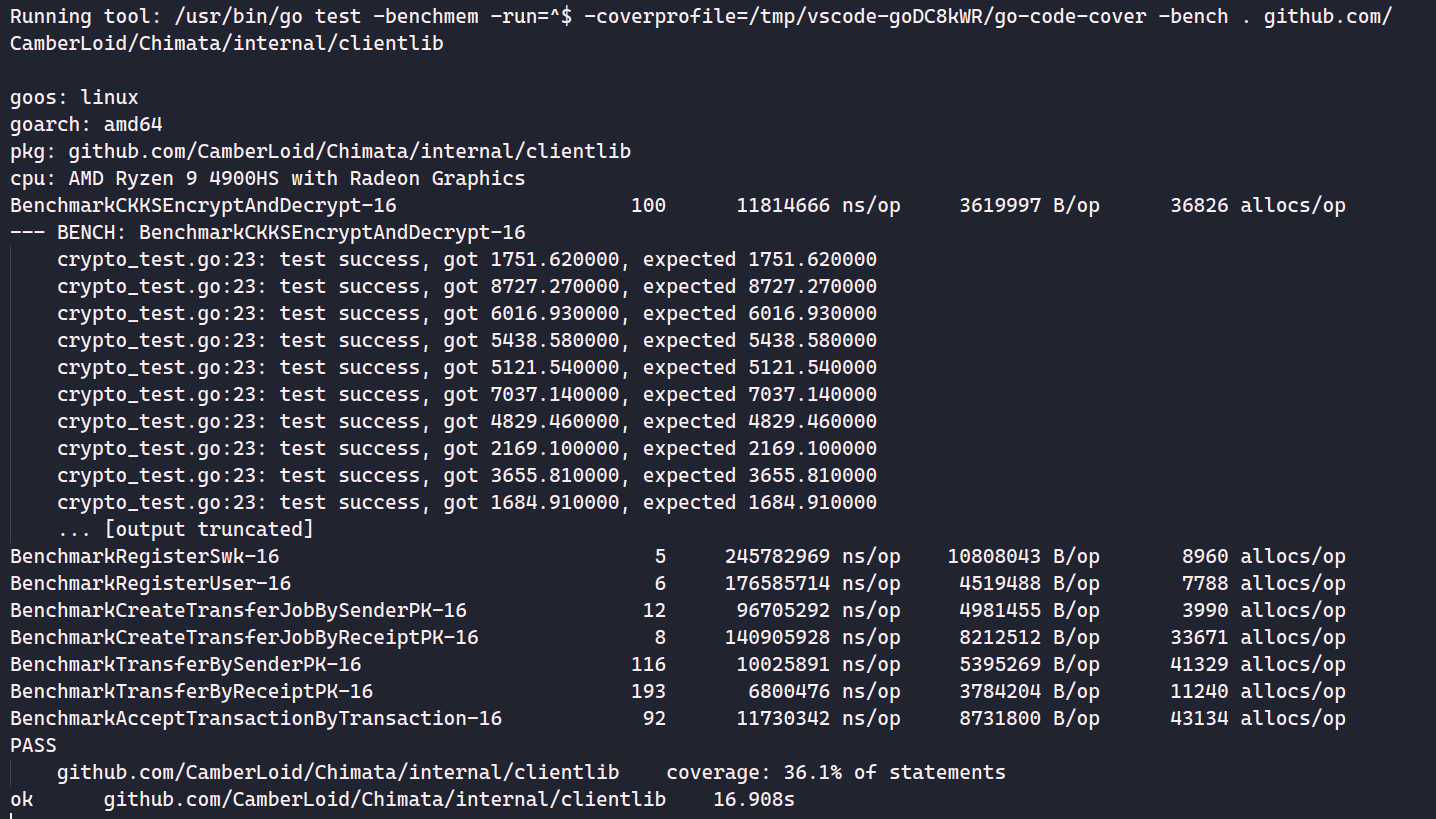 Running tool: /usr/bin/go test -benchmem -run=^$ -coverprofile=/tmp/vscode-goDC8kWR/go-code-cover -bench . github.com/
CamberLoid/Chimata/internal/clientlib
goos: linux
goarch: amd64
pkg: github.com/CamberLoid/Chimata/internal/clientlib
cpu: AMD Ryzen 9 4900HS with Radeon Graphics
BenchmarkCKKSEncryptAndDecrypt-16 100 11814666 ns/op 3619997 B/op 36826 allocs/op
--- BENCH: BenchmarkCKKSEncryptAndDecrypt-16
crypto_test.go:23: test success, got 1751.620000, expected 1751.620000
crypto_test.go:23: test success, got 8727.270000, expected 8727.270000
crypto_test.go:23: test success, got 6016.930000, expected 6016.930000
crypto_test.go:23: test success, got 5438.580000, expected 5438.580000
crypto_test.go:23: test success, got 5121.540000, expected 5121.540000
crypto_test.go:23: test success, got 7037.140000, expected 7037.140000
crypto_test.go:23: test success, got 4829.460000, expected 4829.460000
crypto_test.go:23: test success, got 2169.100000, expected 2169.100000
crypto_test.go:23: test success, got 3655.810000, expected 3655.810000
crypto_test.go:23: test success, got 1684.910000, expected 1684.910000
... [output truncated]
BenchmarkRegisterSwk-16 5 245782969 ns/op 10808043 B/op 8960 allocs/op
BenchmarkRegisterUser-16 6 176585714 ns/op 4519488 B/op 7788 allocs/op
BenchmarkCreateTransferJobBySenderPK-16 12 96705292 ns/op 4981455 B/op 3990 allocs/op
BenchmarkCreateTransferJobByReceiptPK-16 8 140905928 ns/op 8212512 B/op 33671 allocs/op
BenchmarkTransferBySenderPK-16 116 10025891 ns/op 5395269 B/op 41329 allocs/op
BenchmarkTransferByReceiptPK-16 193 6800476 ns/op 3784204 B/op 11240 allocs/op
BenchmarkAcceptTransactionByTransaction-16 92 11730342 ns/op 8731800 B/op 43134 allocs/op
PASS
github.com/CamberLoid/Chimata/internal/clientlib coverage: 36.1% of statements
ok github.com/CamberLoid/Chimata/internal/clientlib 16.908s